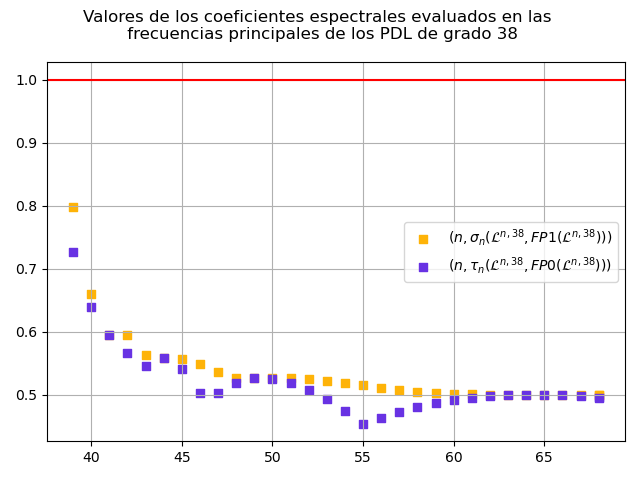 Valores de los coeficientes espectrales evaluados en las
frecuencias principales de los PDL de grado 38
1.0
0.9
0.8
0.7
0.6
0.5
(n, σₙ(ℒⁿ,³⁸, FP1(ℒⁿ,³⁸)))
(n, τₙ(ℒⁿ,³⁸, FP0(ℒⁿ,³⁸)))
40 45 50 55 60 65